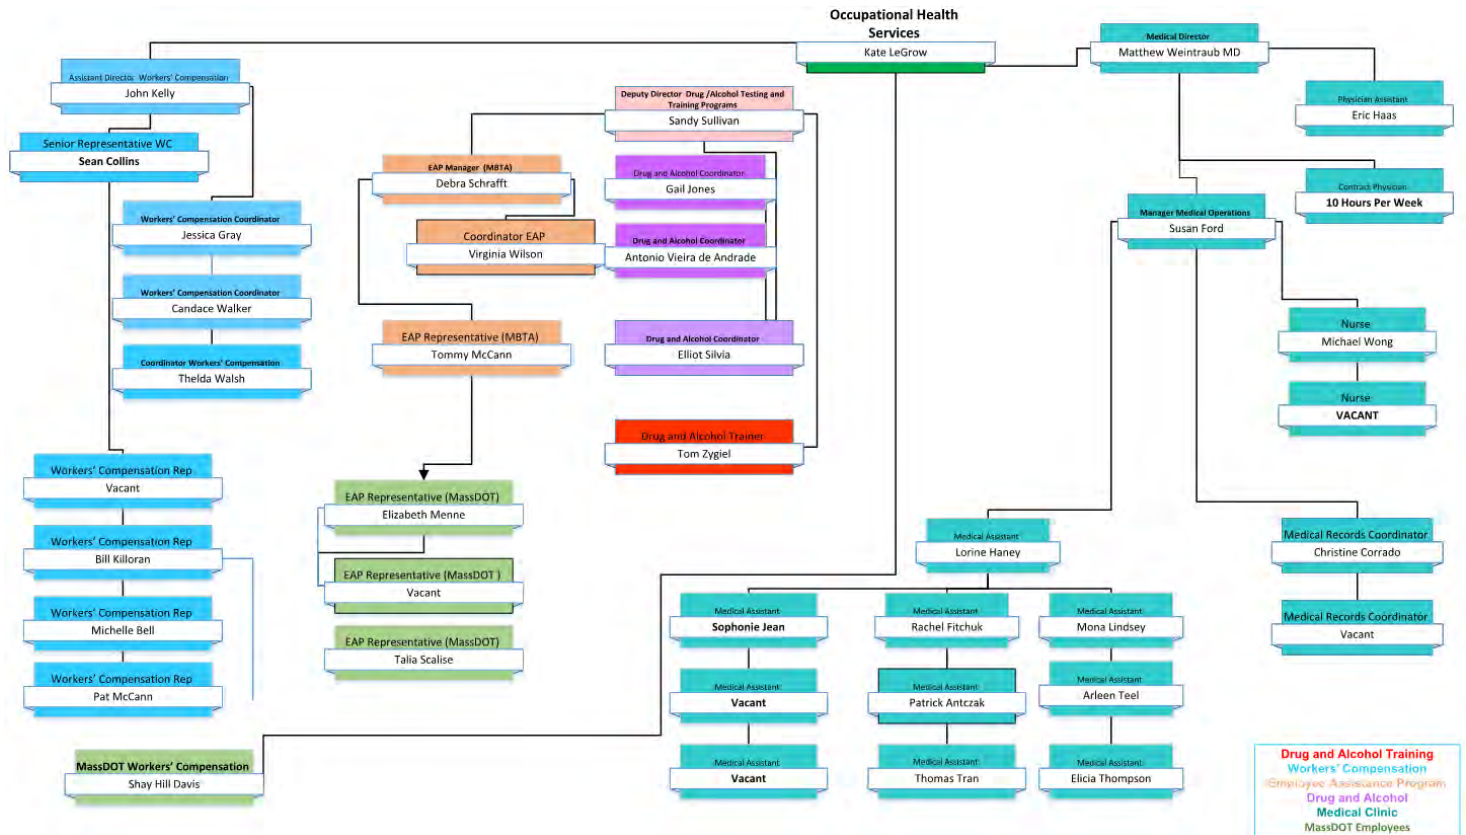 Occupational Health
Services
Kate LeGrow
Medical Director
Matthew Weintraub MD
Assistant Director Workers' Compensation
John Kelly
Deputy Director Drug /Alcohol Testing and
Training Programs
Sandy Sullivan
Physician Assistant
Eric Haas
Senior Representative WC
Sean Collins
EAP Manager (MBTA)
Debra Schrafft
Drug and Alcohol Coordinator
Gail Jones
Contract Physician
10 Hours Per Week
Workers' Compensation Coordinator
Jessica Gray
Coordinator EAP
Virginia Wilson
Drug and Alcohol Coordinator
Antonio Vieira de Andrade
Manager Medical Operations
Susan Ford
Workers' Compensation Coordinator
Candace Walker
EAP Representative (MBTA)
Tommy McCann
Drug and Alcohol Coordinator
Elliot Silvia
Nurse
Michael Wong
Coordinator Workers' Compensation
Thelda Walsh
Nurse
VACANT
Drug and Alcohol Trainer
Tom Zygiel
Workers' Compensation Rep
Vacant
EAP Representative (MassDOT)
Elizabeth Menne
Workers' Compensation Rep
Bill Killoran
Medical Assistant
Lorine Haney
Medical Records Coordinator
Christine Corrado
EAP Representative (MassDOT )
Vacant
Workers' Compensation Rep
Michelle Bell
Medical Assistant
Sophonie Jean
Medical Assistant
Rachel Fitchuk
Medical Assistant
Mona Lindsey
Medical Records Coordinator
Vacant
EAP Representative (MassDOT)
Talia Scalise
Workers' Compensation Rep
Pat McCann
Medical Assistant
Vacant
Medical Assistant
Patrick Antczak
Medical Assistant
Arleen Teel
MassDOT Workers' Compensation
Shay Hill Davis
Medical Assistant
Vacant
Medical Assistant
Thomas Tran
Medical Assistant
Elicia Thompson
Drug and Alcohol Training
Workers' Compensation
Employee Assistance Program
Drug and Alcohol
Medical Clinic
MassDOT Employees